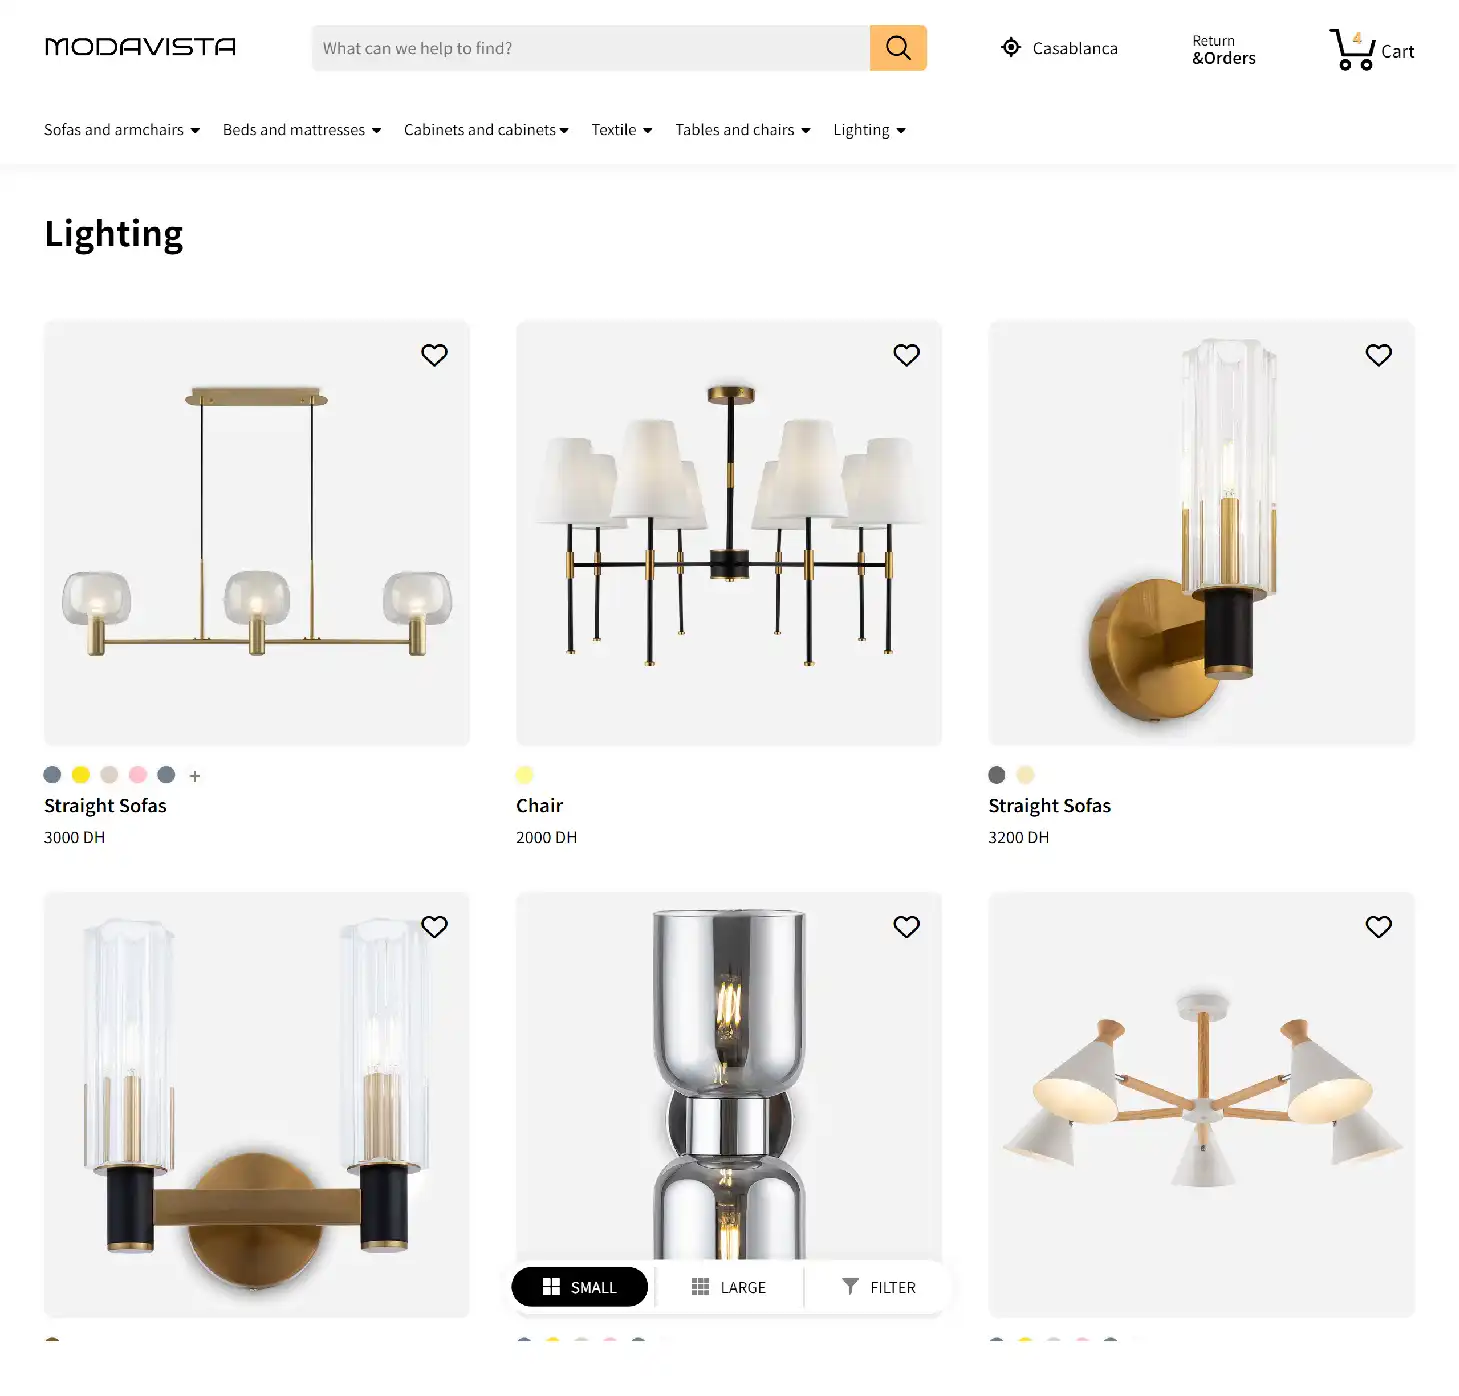 MODAVISTA
What can we help to find?
Casablanca
Return
&Orders
4
Cart
Sofas and armchairs
Beds and mattresses
Cabinets and cabinets
Textile
Tables and chairs
Lighting
Lighting
+
Straight Sofas
3000 DH
Chair
2000 DH
Straight Sofas
3200 DH
SMALL
LARGE
FILTER